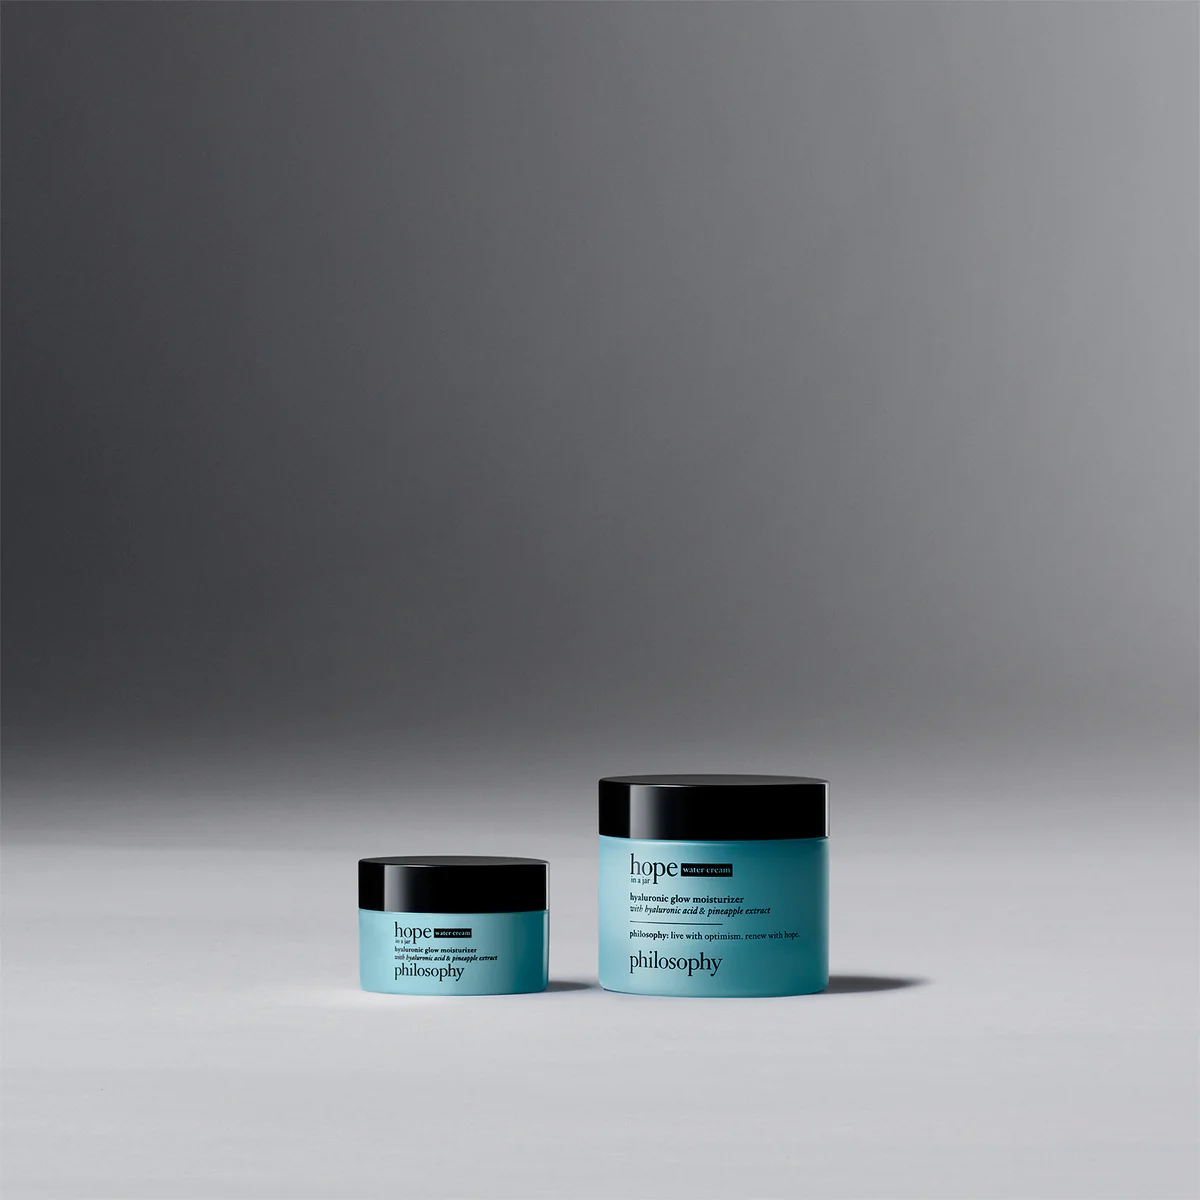 hope water cream
in a jar
hyaluronic glow moisturizer
with hyaluronic acid & pineapple extract
philosophy
hope water cream
in a jar
hyaluronic glow moisturizer
with hyaluronic acid & pineapple extract
philosophy: live with optimism. renew with hope.
philosophy